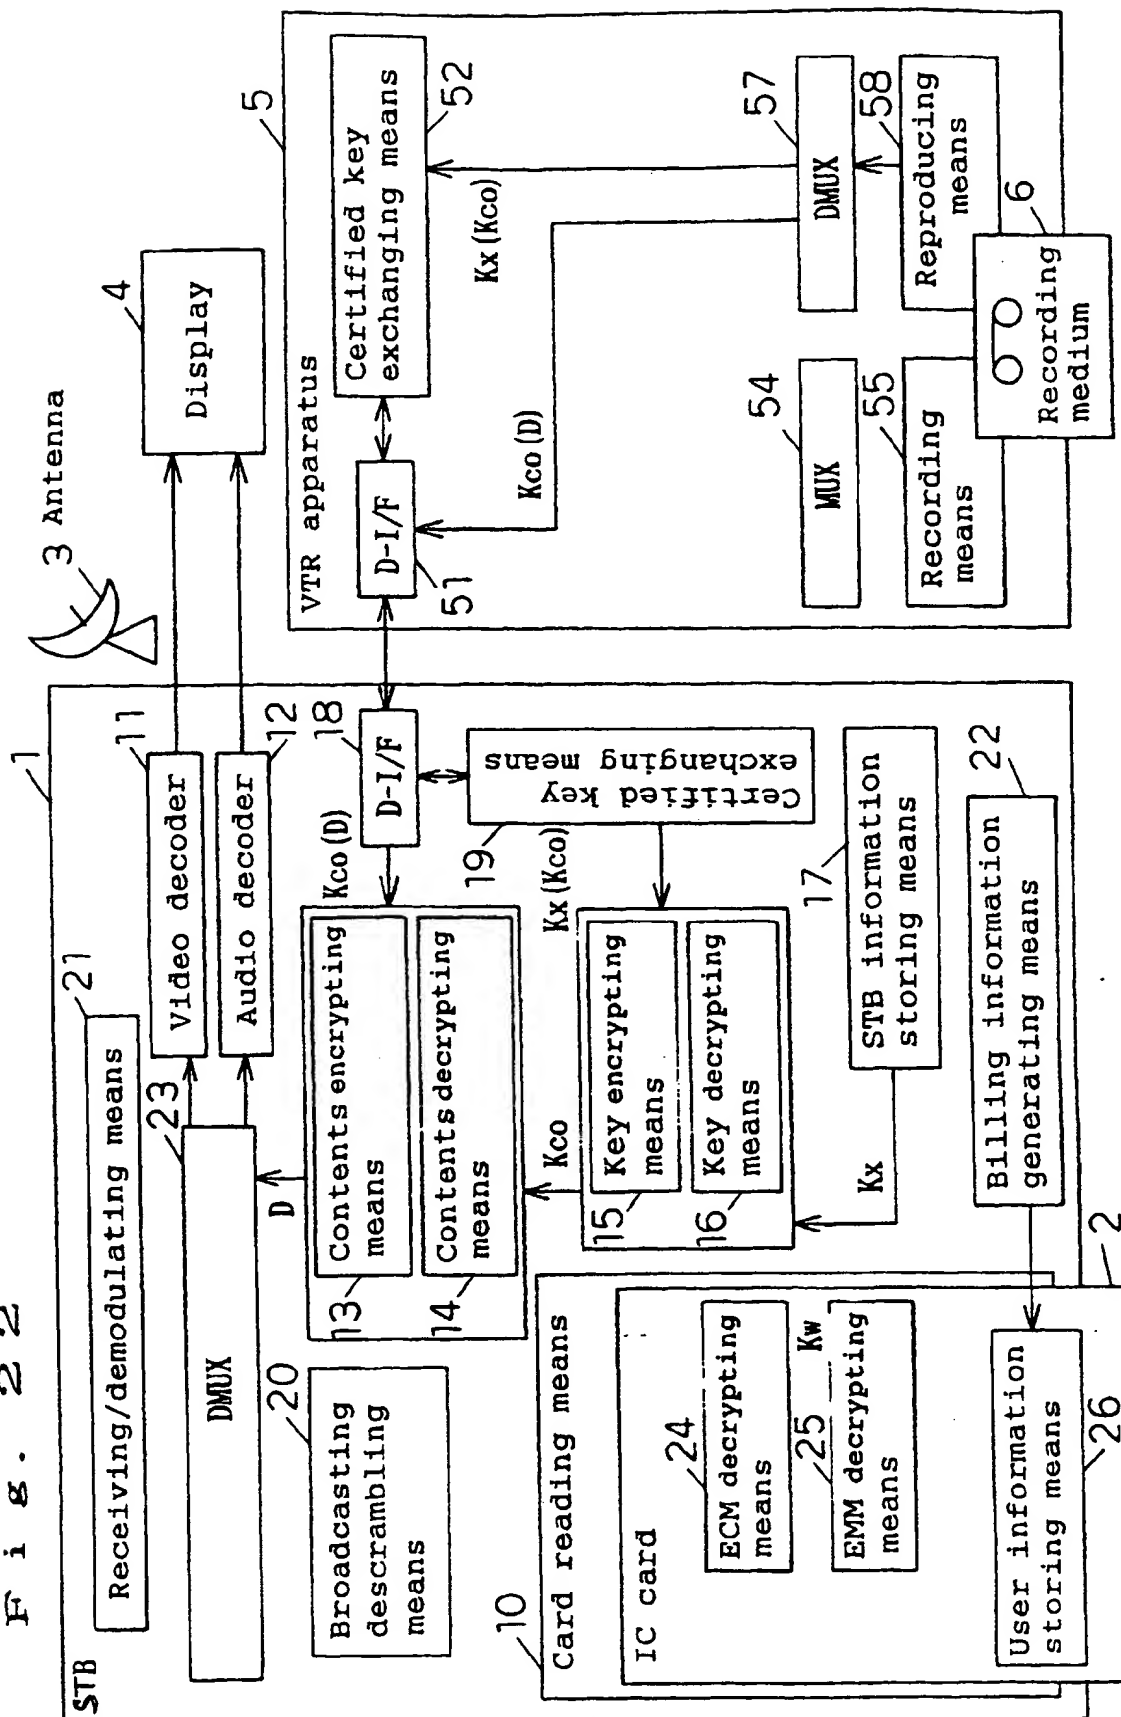 Fig. 22
STB
1
Receiving/demodulating means
21
DMUX
23
Video decoder
11
Audio decoder
12
3 Antenna
4
Display
Broadcasting
descrambling
means
20
D
Contents encrypting
means
13
Contents decrypting
means
14
Kco(D)
D-I/F
18
Certified key
exchanging means
19
Kx(Kco)
Kco
Key encrypting
means
15
Key decrypting
means
16
Kx
STB information
storing means
17
Billing information
generating means
22
10
Card reading means
IC card
2
ECM decrypting
means
24
Kw
EMM decrypting
means
25
User information
storing means
26
5
VTR apparatus
D-I/F
51
Certified key
exchanging means
52
Kx(Kco)
Kco(D)
MUX
54
DMUX
57
Recording
means
55
Reproducing
means
58
Recording
medium
6